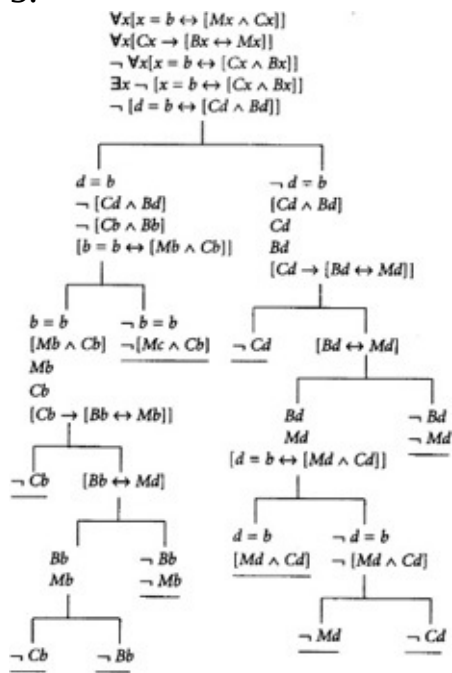 ∀x[x = b ↔ [Mx ∧ Cx]]
∀x[Cx → [Bx ↔ Mx]]
¬ ∀x[x = b ↔ [Cx ∧ Bx]]
∃x ¬ [x = b ↔ [Cx ∧ Bx]]
¬ [d = b ↔ [Cd ∧ Bd]]
d = b
¬ [Cd ∧ Bd]
¬ [Cb ∧ Bb]
[b = b ↔ [Mb ∧ Cb]]
b = b
[Mb ∧ Cb]
Mb
Cb
[Cb → [Bb ↔ Mb]]
¬ b = b
¬ [Mc ∧ Cb]
¬ Cb
[Bb ↔ Md]
Bb
Mb
¬ Bb
¬ Mb
¬ Cb
¬ Bb
¬ d = b
[Cd ∧ Bd]
Cd
Bd
[Cd → [Bd ↔ Md]]
¬ Cd
[Bd ↔ Md]
Bd
Md
[d = b ↔ [Md ∧ Cd]]
¬ Bd
¬ Md
d = b
[Md ∧ Cd]
¬ d = b
¬ [Md ∧ Cd]
¬ Md
¬ Cd